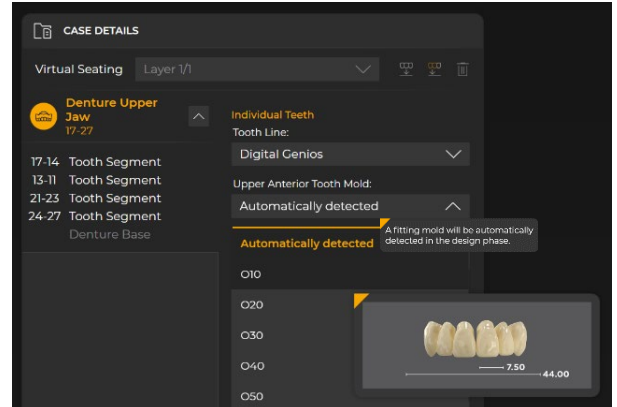 CASE DETAILS
Virtual Seating Layer 1/1
Denture Upper
Jaw
17-27
17-14 Tooth Segment
13-11 Tooth Segment
21-23 Tooth Segment
24-27 Tooth Segment
Denture Base
Individual Teeth
Tooth Line:
Digital Genios
Upper Anterior Tooth Mold:
Automatically detected
A fitting mold will be automatically
detected in the design phase.
Automatically detected
O10
O20
O30
O40
O50
7.50
44.00